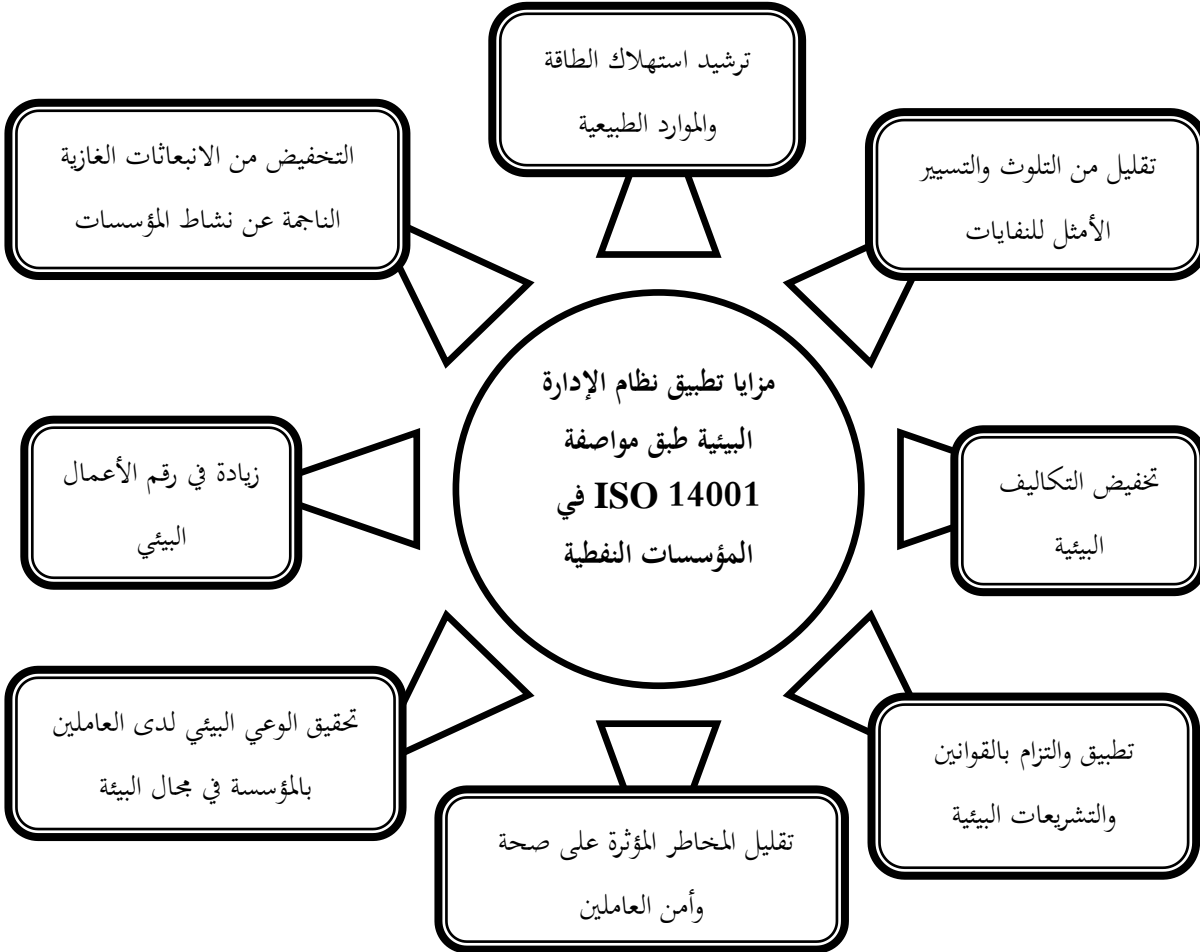 ترشيد استهلاك الطاقة
والموارد الطبيعية
تقليل من التلوث والتسيير
الأمثل للنفايات
التخفيض من الانبعاثات الغازية
الناجمة عن نشاط المؤسسات
مزايا تطبيق نظام الإدارة
البيئية طبق مواصفة
ISO 14001 في
المؤسسات النفطية
تخفيض التكاليف
البيئية
زيادة في رقم الأعمال
البيئي
تطبيق والتزام بالقوانين
والتشريعات البيئية
تحقيق الوعي البيئي لدى العاملين
بالمؤسسة في مجال البيئة
تقليل المخاطر المؤثرة على صحة
وأمن العاملين